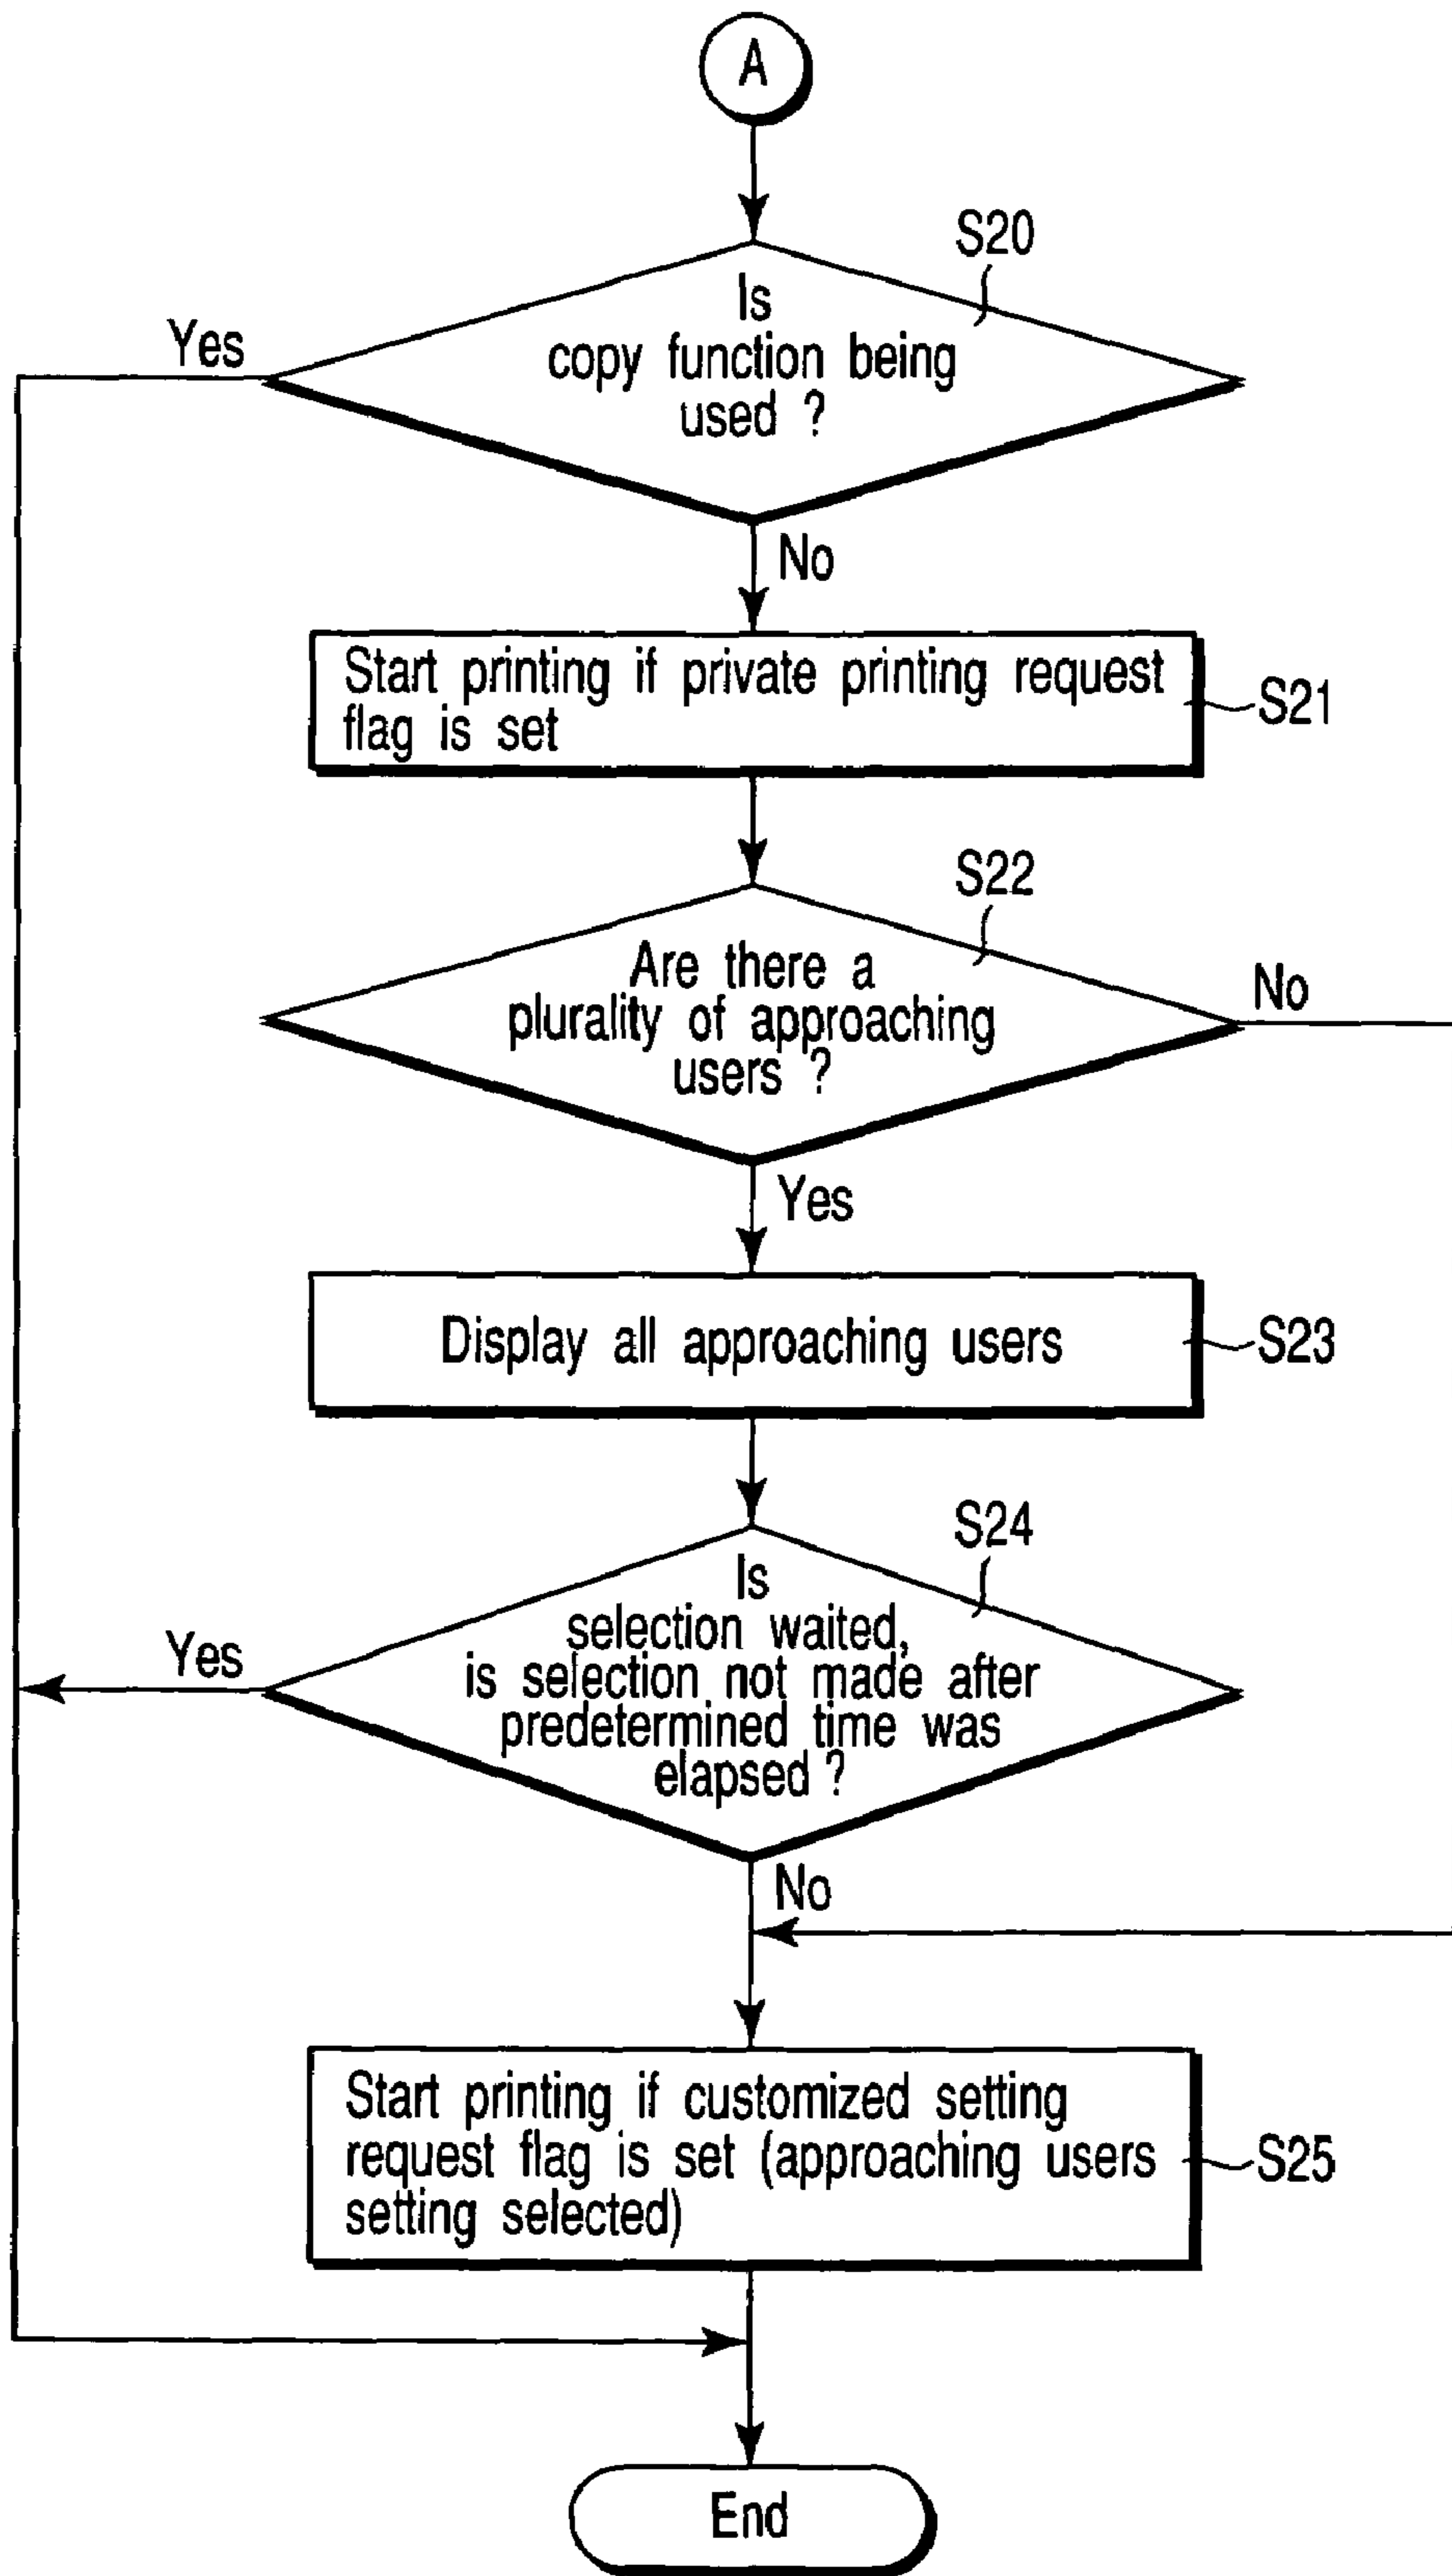 A
S20
Is
copy function being
used ?
Yes
No
Start printing if private printing request
flag is set
S21
S22
Are there a
plurality of approaching
users ?
No
Yes
Display all approaching users
S23
S24
Is
selection waited,
is selection not made after
predetermined time was
elapsed ?
Yes
No
Start printing if customized setting
request flag is set (approaching users
setting selected)
S25
End